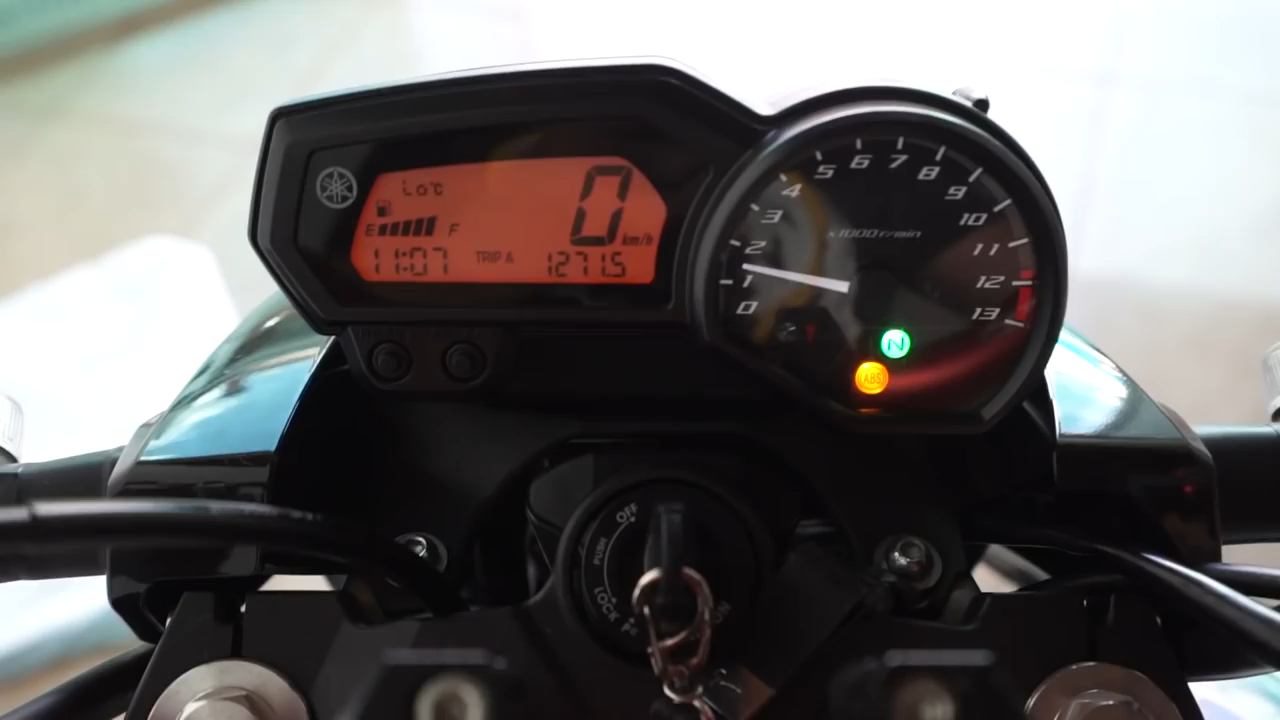 Lo°C
0
km/h
E F
11:07 TRIP A 1271.5
0
1
2
3
4
5
6
7
8
9
10
11
12
13
x1000 r/min
N
ABS
OFF
PUSH
LOCK
P
ON